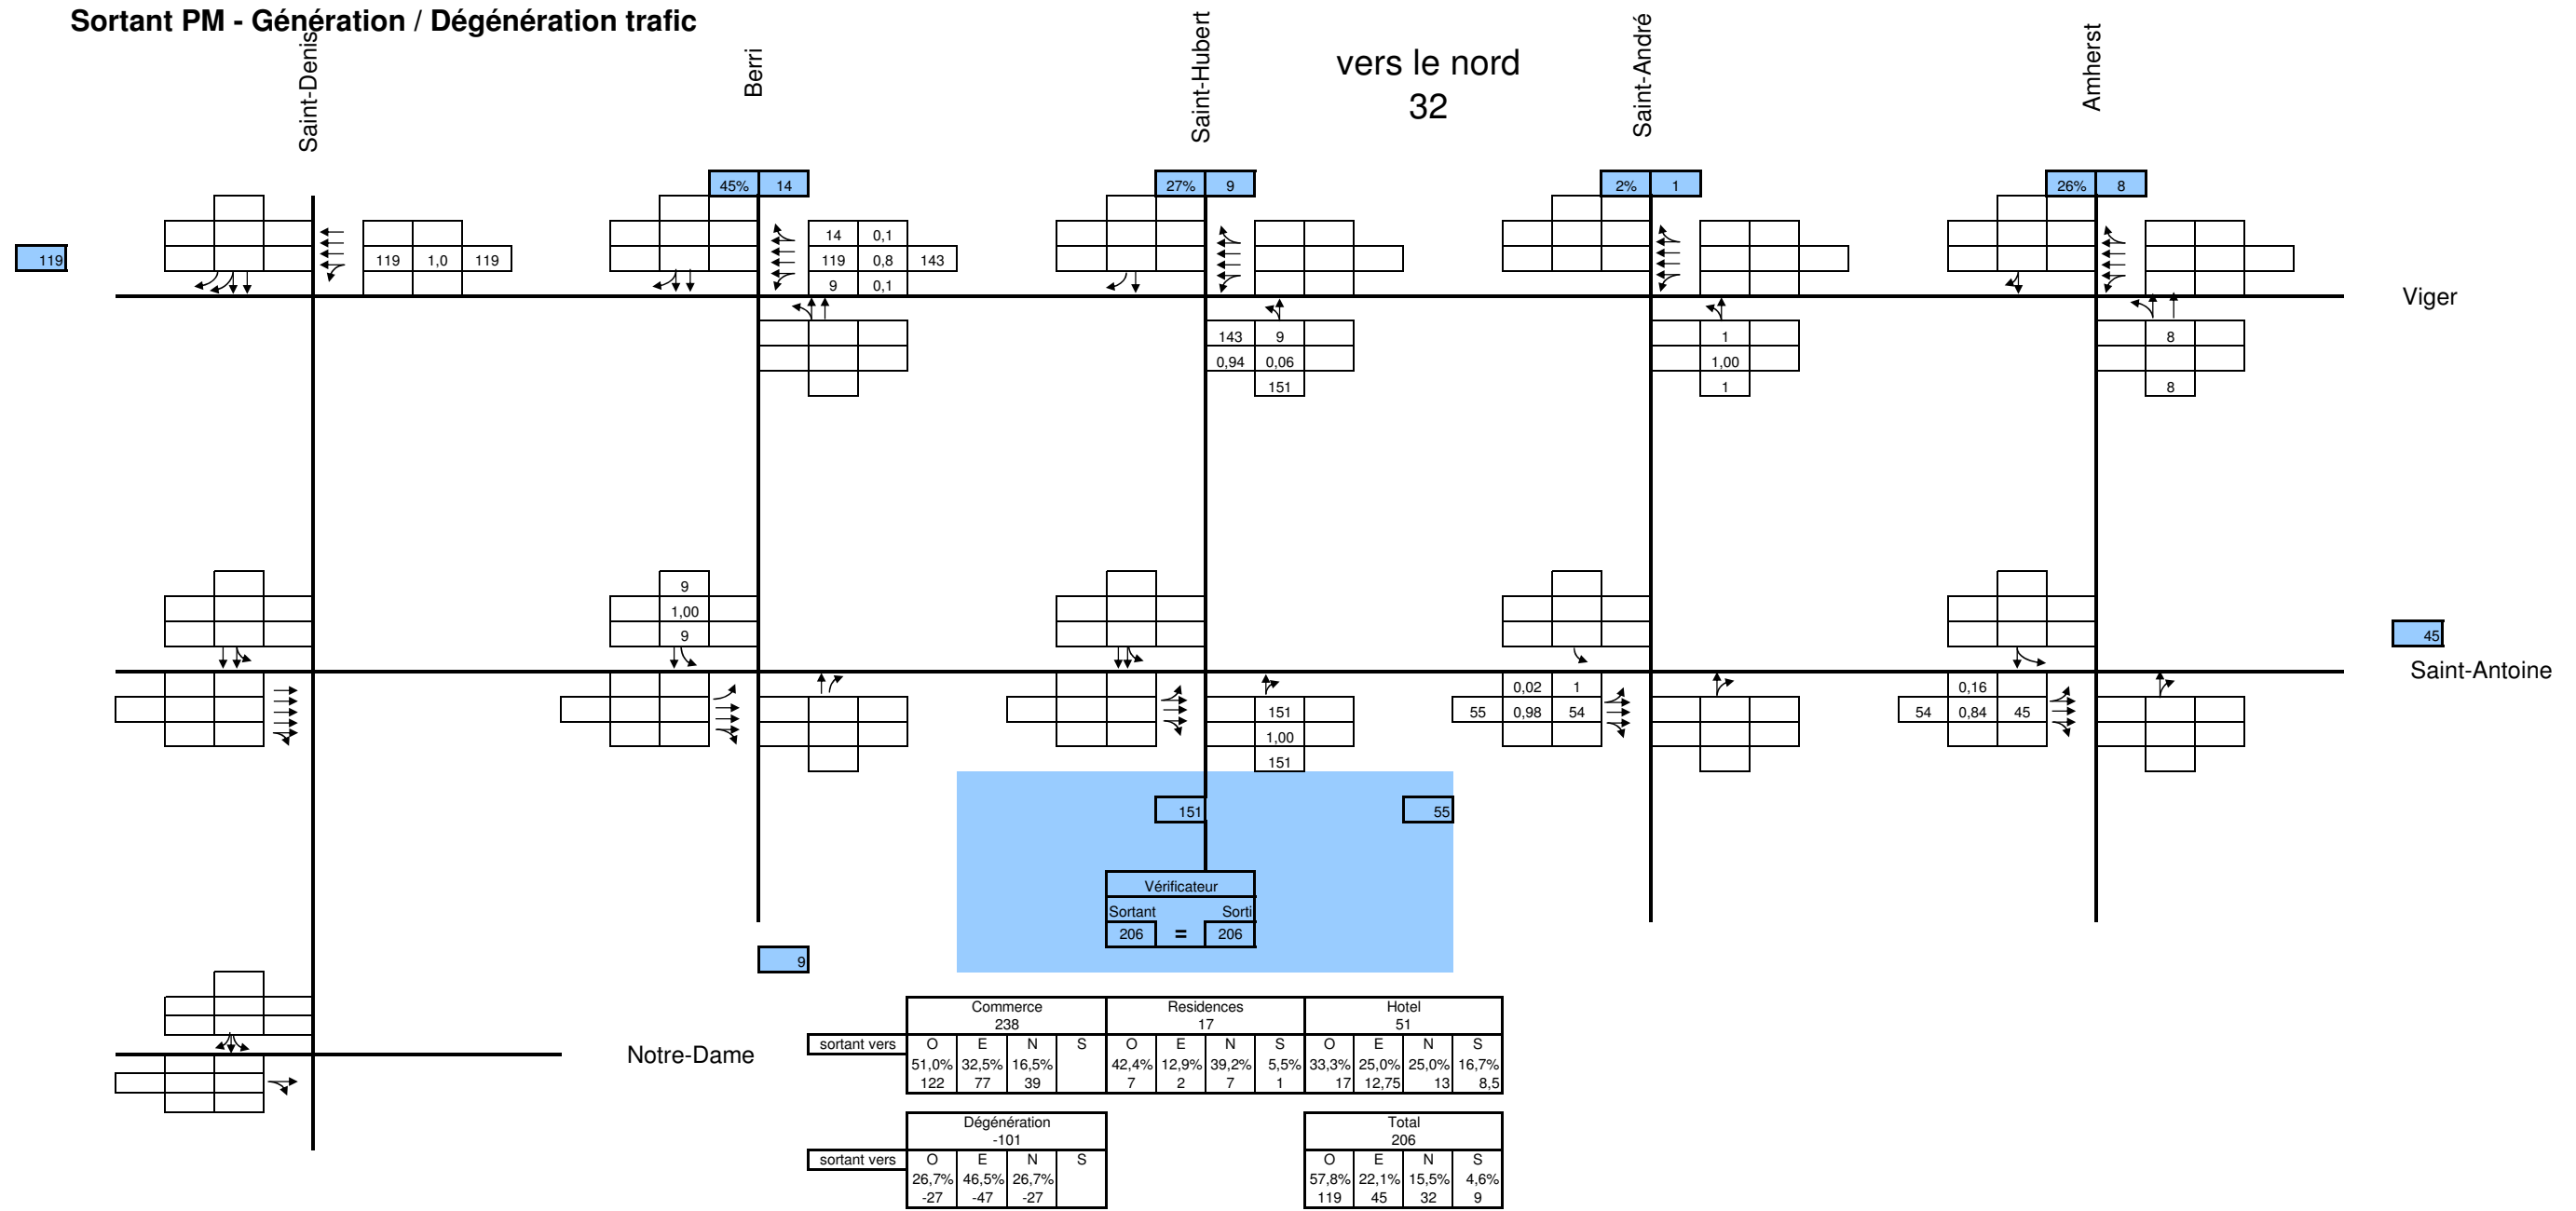 Sortant PM - Génération / Dégénération trafic
Saint-Denis
Berri
Saint-Hubert
vers le nord
32
Saint-André
Amherst
45% 14
27% 9
2% 1
26% 8
119
119 1,0 119
14 0,1
119 0,8 143
9 0,1
Viger
143 9
0,94 0,06
151
1
1,00
1
8
8
9
1,00
9
45
Saint-Antoine
151
1,00
151
0,02 1
55 0,98 54
0,16
54 0,84 45
151
55
Vérificateur
Sortant Sorti
206 = 206
9
Notre-Dame
Commerce Residences Hotel
238 17 51
sortant vers O E N S O E N S O E N S
51,0% 32,5% 16,5% 42,4% 12,9% 39,2% 5,5% 33,3% 25,0% 25,0% 16,7%
122 77 39 7 2 7 1 17 12,75 13 8,5
Dégénération Total
-101 206
sortant vers O E N S O E N S
26,7% 46,5% 26,7% 57,8% 22,1% 15,5% 4,6%
-27 -47 -27 119 45 32 9